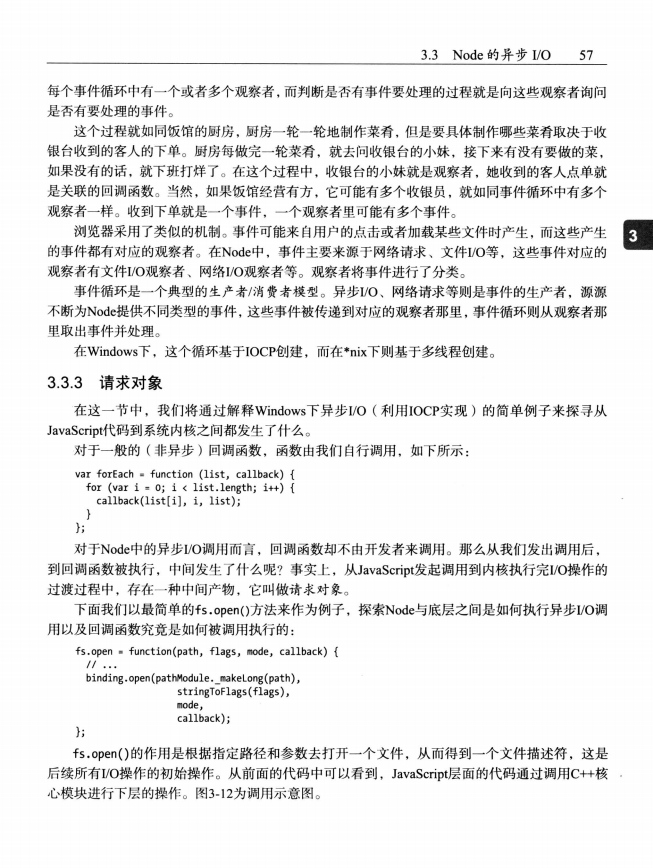 3.3 Node 的异步 I/O 57
每个事件循环中有一个或者多个观察者，而判断是否有事件要处理的过程就是向这些观察者询问
是否有要处理的事件。
这个过程就如同饭馆的厨房，厨房一轮一轮地制作菜肴，但是要具体制作哪些菜肴取决于收
银台收到的客人的下单。厨房每做完一轮菜肴，就去问收银台的小妹，接下来有没有要做的菜，
如果没有的话，就下班打烊了。在这个过程中，收银台的小妹就是观察者，她收到的客人点单就
是关联的回调函数。当然，如果饭馆经营有方，它可能有多个收银员，就如同事件循环中有多个
观察者一样。收到下单就是一个事件，一个观察者里可能有多个事件。
浏览器采用了类似的机制。事件可能来自用户的点击或者加载某些文件时产生，而这些产生
的事件都有对应的观察者。在Node中，事件主要来源于网络请求、文件I/O等，这些事件对应的
观察者有文件I/O观察者、网络I/O观察者等。观察者将事件进行了分类。
3
事件循环是一个典型的生产者/消费者模型。异步I/O、网络请求等则是事件的生产者，源源
不断为Node提供不同类型的事件，这些事件被传递到对应的观察者那里，事件循环则从观察者那
里取出事件并处理。
在Windows下，这个循环基于IOCP创建，而在*nix下则基于多线程创建。
3.3.3 请求对象
在这一节中，我们将通过解释Windows下异步I/O（利用IOCP实现）的简单例子来探寻从
JavaScript代码到系统内核之间都发生了什么。
对于一般的（非异步）回调函数，函数由我们自行调用，如下所示：
var forEach = function (list, callback) {
for (var i = 0; i < list.length; i++) {
callback(list[i], i, list);
}
};
对于Node中的异步I/O调用而言，回调函数却不由开发者来调用。那么从我们发出调用后，
到回调函数被执行，中间发生了什么呢？事实上，从JavaScript发起调用到内核执行完I/O操作的
过渡过程中，存在一种中间产物，它叫做请求对象。
下面我们以最简单的fs.open()方法来作为例子，探索Node与底层之间是如何执行异步I/O调
用以及回调函数究竟是如何被调用执行的：
fs.open = function(path, flags, mode, callback) {
// ...
binding.open(pathModule._makeLong(path),
stringToFlags(flags),
mode,
callback);
};
fs.open()的作用是根据指定路径和参数去打开一个文件，从而得到一个文件描述符，这是
后续所有I/O操作的初始操作。从前面的代码中可以看到，JavaScript层面的代码通过调用C++核
心模块进行下层的操作。图3-12为调用示意图。